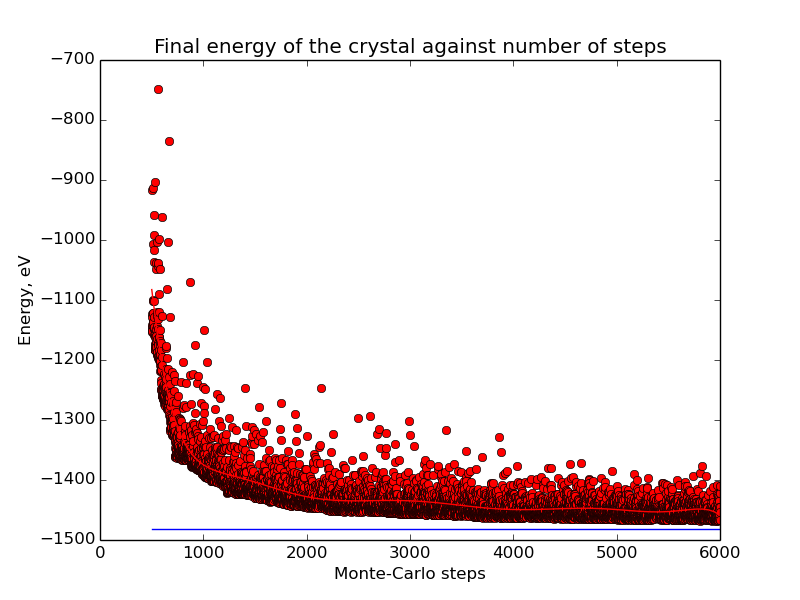 Final energy of the crystal against number of steps
−700
−800
−900
−1000
−1100
−1200
−1300
−1400
−1500
Energy, eV
0 1000 2000 3000 4000 5000 6000
Monte-Carlo steps